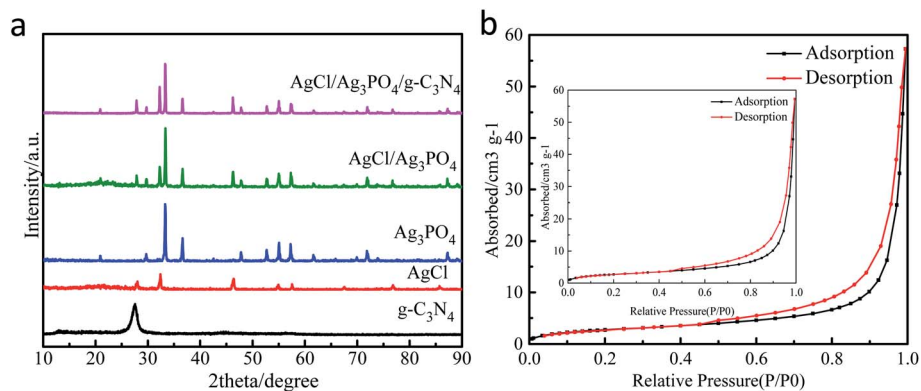 a
AgCl/Ag3PO4/g-C3N4
AgCl/Ag3PO4
Ag3PO4
AgCl
g-C3N4
Intensity/a.u.
10 20 30 40 50 60 70 80 90
2theta/degree
b
60
50
40
30
20
10
0
Absorbed/cm3 g-1
Adsorption
Desorption
60
50
40
30
20
10
0
Absorbed/cm3 g-1
Adsorption
Desorption
0.0 0.2 0.4 0.6 0.8 1.0
Relative Pressure(P/P0)
0.0 0.2 0.4 0.6 0.8 1.0
Relative Pressure(P/P0)